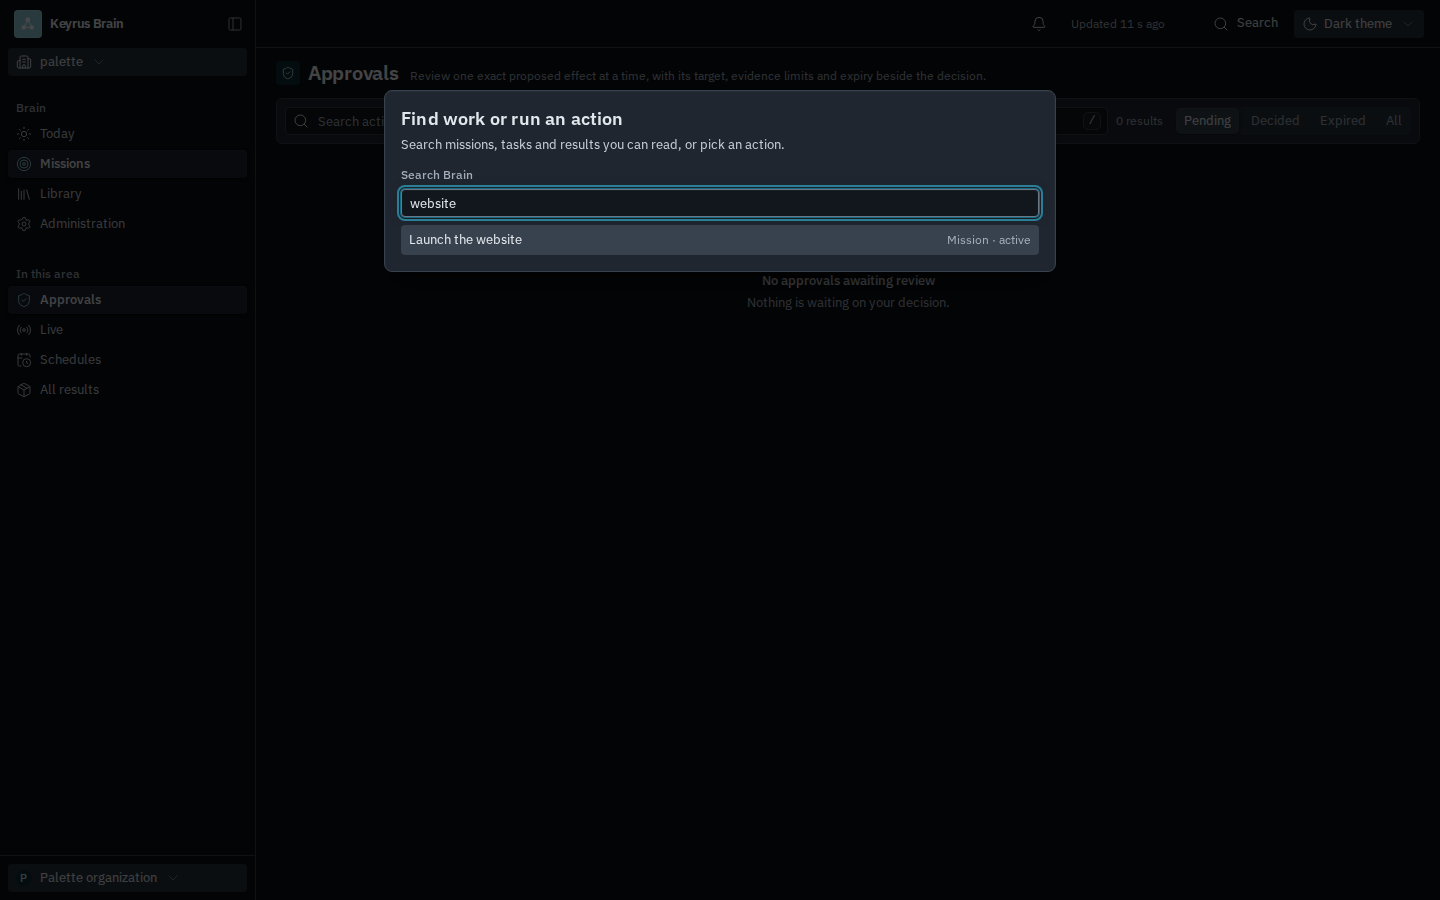 Keyrus Brain
Updated 11 s ago
Search
Dark theme
palette
Approvals
Review one exact proposed effect at a time, with its target, evidence limits and expiry beside the decision.
Search acti
/
0 results
Pending
Decided
Expired
All
Find work or run an action
Search missions, tasks and results you can read, or pick an action.
Search Brain
website
Launch the website
Mission · active
No approvals awaiting review
Nothing is waiting on your decision.
Brain
Today
Missions
Library
Administration
In this area
Approvals
Live
Schedules
All results
P
Palette organization